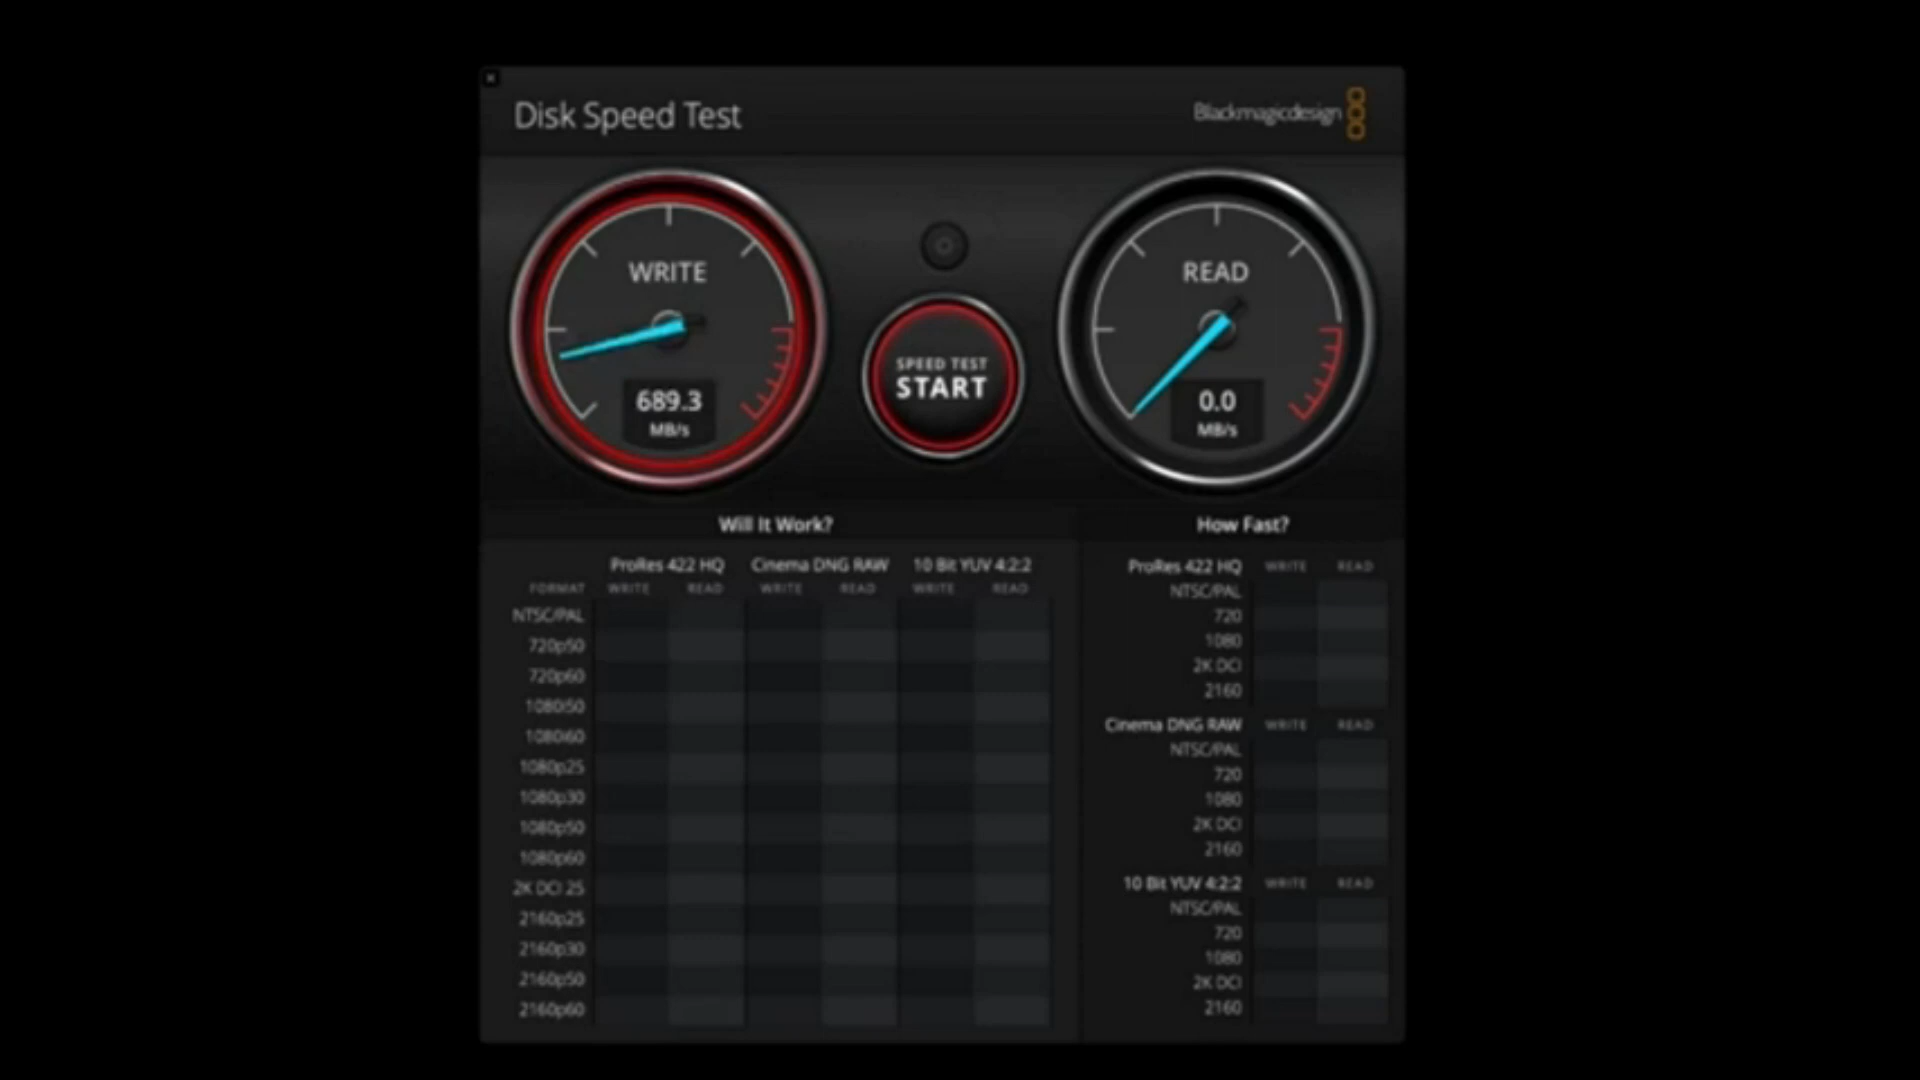 Disk Speed Test
Blackmagicdesign
WRITE
689.3
MB/s
SPEED TEST
START
READ
0.0
MB/s
Will It Work?
ProRes 422 HQ Cinema DNG RAW 10 Bit YUV 4:2:2
FORMAT WRITE READ WRITE READ WRITE READ
NTSC/PAL
720p50
720p60
1080i50
1080i60
1080p25
1080p30
1080p50
1080p60
2K DCI 25
2160p25
2160p30
2160p50
2160p60
How Fast?
ProRes 422 HQ WRITE READ
NTSC/PAL
720
1080
2K DCI
2160
Cinema DNG RAW WRITE READ
NTSC/PAL
720
1080
2K DCI
2160
10 Bit YUV 4:2:2 WRITE READ
NTSC/PAL
720
1080
2K DCI
2160